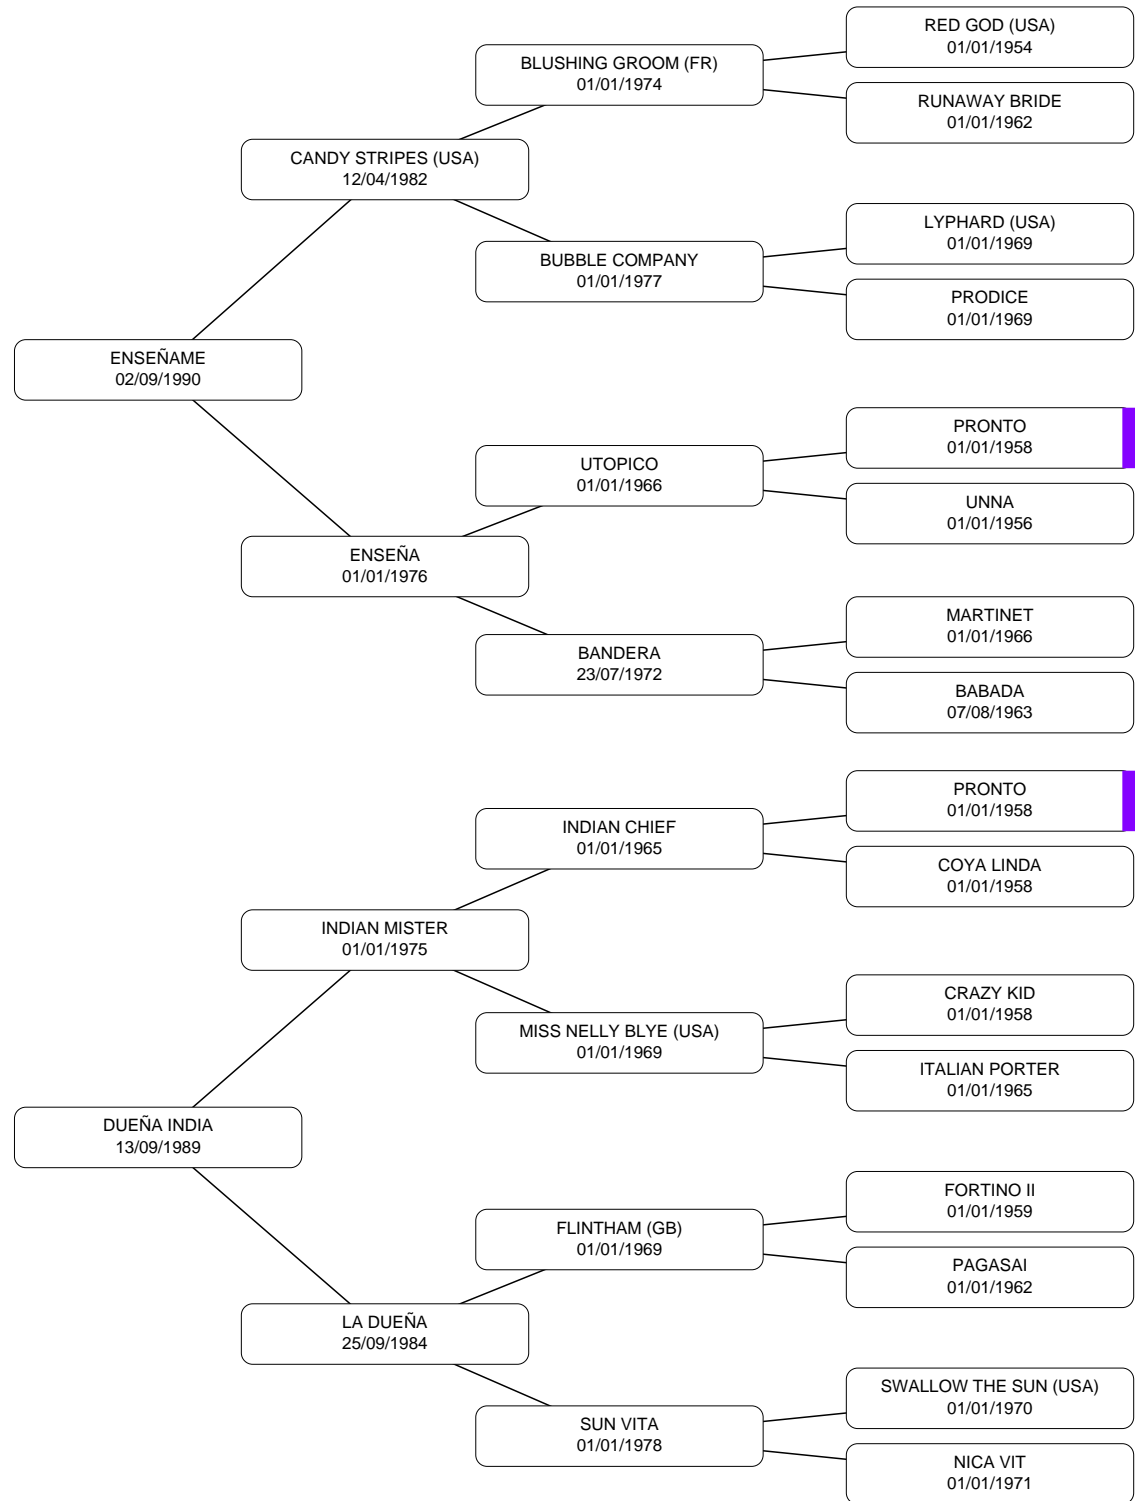 RED GOD (USA)
01/01/1954
BLUSHING GROOM (FR)
01/01/1974
RUNAWAY BRIDE
01/01/1962
CANDY STRIPES (USA)
12/04/1982
LYPHARD (USA)
01/01/1969
BUBBLE COMPANY
01/01/1977
PRODICE
01/01/1969
ENSEÑAME
02/09/1990
PRONTO
01/01/1958
UTOPICO
01/01/1966
UNNA
01/01/1956
ENSEÑA
01/01/1976
MARTINET
01/01/1966
BANDERA
23/07/1972
BABADA
07/08/1963
PRONTO
01/01/1958
INDIAN CHIEF
01/01/1965
COYA LINDA
01/01/1958
INDIAN MISTER
01/01/1975
CRAZY KID
01/01/1958
MISS NELLY BLYE (USA)
01/01/1969
ITALIAN PORTER
01/01/1965
DUEÑA INDIA
13/09/1989
FORTINO II
01/01/1959
FLINTHAM (GB)
01/01/1969
PAGASAI
01/01/1962
LA DUEÑA
25/09/1984
SWALLOW THE SUN (USA)
01/01/1970
SUN VITA
01/01/1978
NICA VIT
01/01/1971